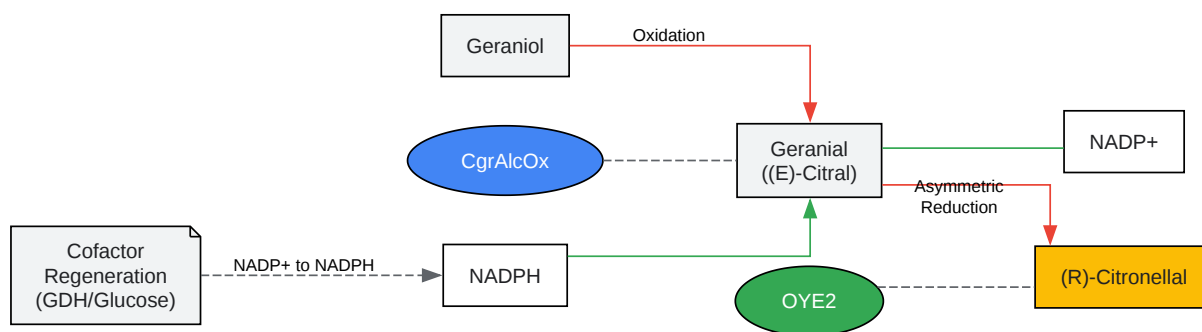 Geraniol
Oxidation
CgrAlcOx
Geranial
((E)-Citral)
NADP+
Asymmetric
Reduction
Cofactor
Regeneration
(GDH/Glucose)
NADP+ to NADPH
NADPH
OYE2
(R)-Citronellal